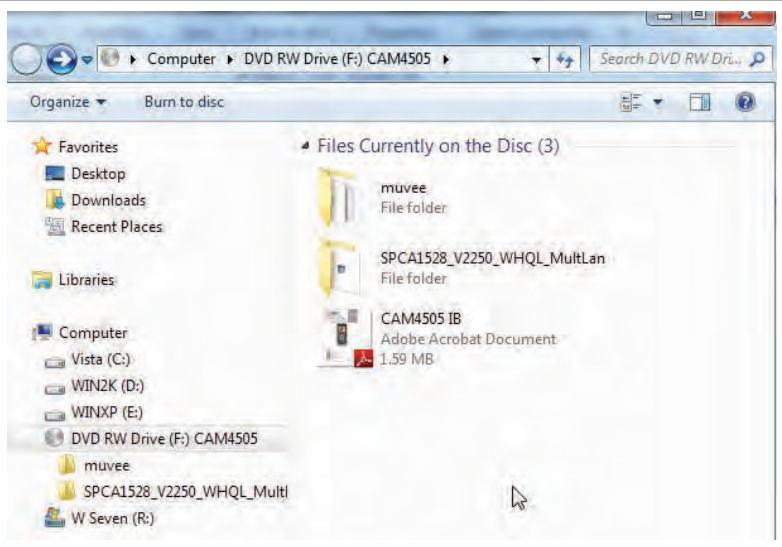 Computer DVD RW Drive (F:) CAM4505
Search DVD RW Dri...
Organize Burn to disc
Favorites
Desktop
Downloads
Recent Places
Libraries
Computer
Vista (C:)
WIN2K (D:)
WINXP (E:)
DVD RW Drive (F:) CAM4505
muvee
SPCA1528_V2250_WHQL_Multl
W Seven (R:)
Files Currently on the Disc (3)
muvee
File folder
SPCA1528_V2250_WHQL_MultLan
File folder
CAM4505 IB
Adobe Acrobat Document
1.59 MB